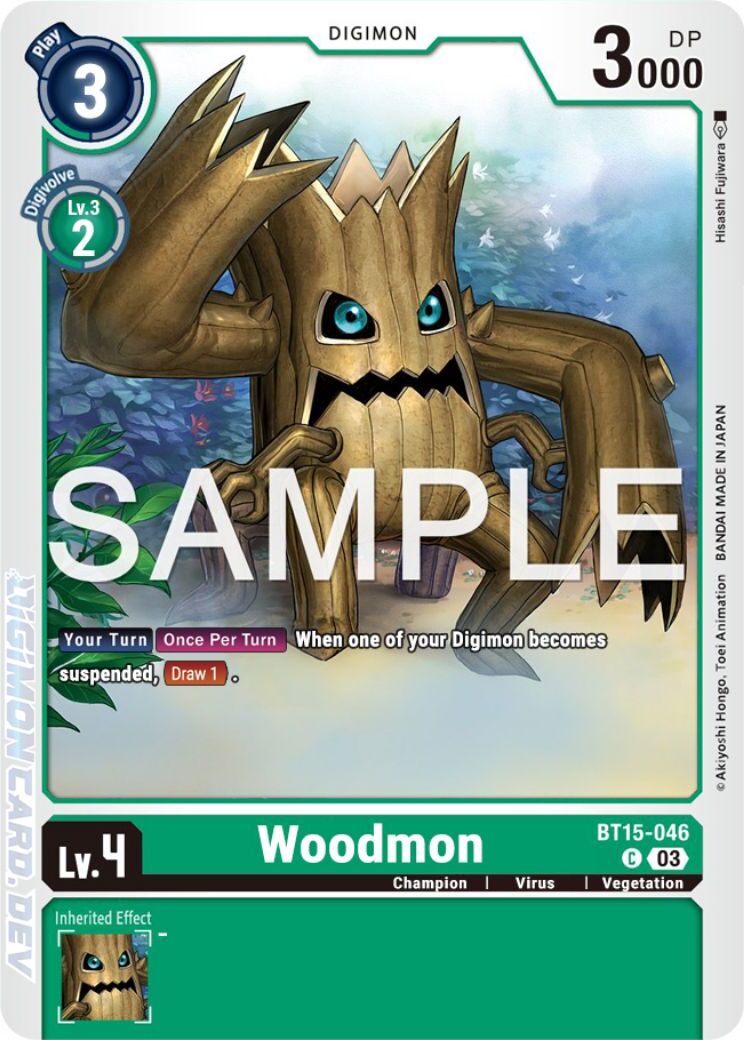 Play
3
DIGIMON
3000
DP
Digivolve
Lv.3
2
Hisashi Fujiwara
SAMPLE
Your Turn Once Per Turn When one of your Digimon becomes
suspended, Draw 1 .
© Akiyoshi Hongo, Toei Animation BANDAI MADE IN JAPAN
DIGIMONCARD.DEV
Lv.4
Woodmon
BT15-046
C 03
Champion | Virus | Vegetation
Inherited Effect
-